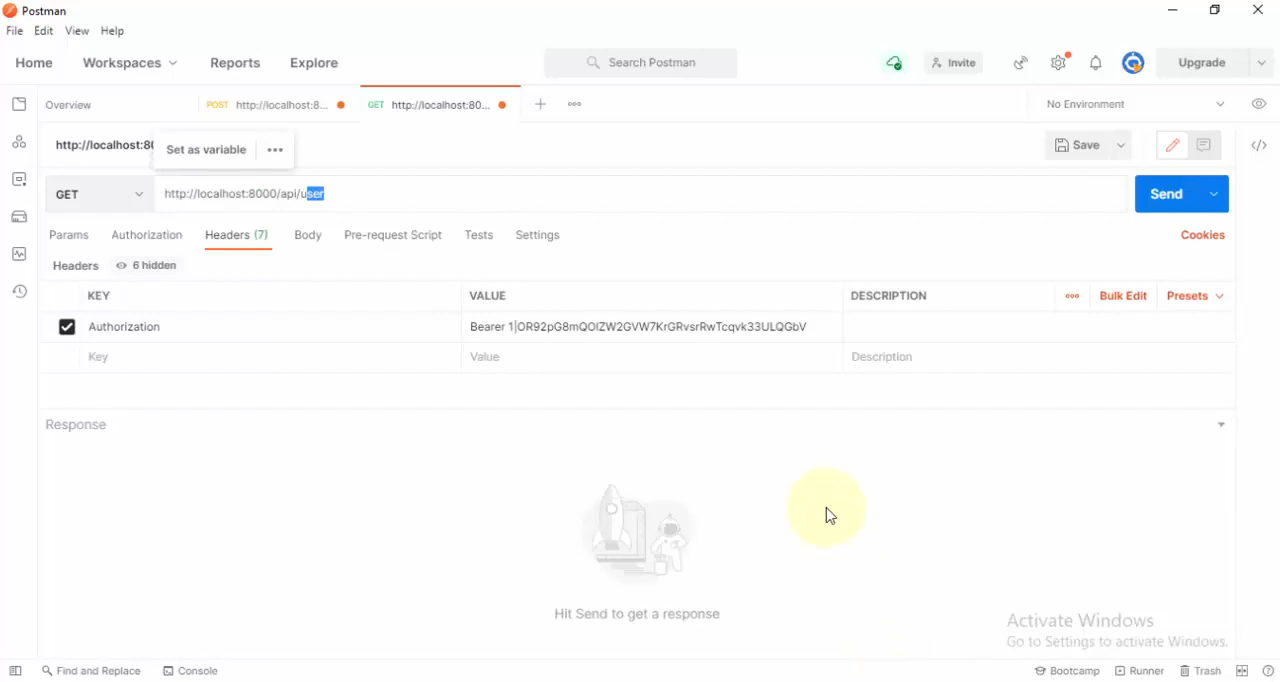 Postman
File Edit View Help
Home Workspaces Reports Explore Search Postman Invite Upgrade
Overview POST http://localhost:8... GET http://localhost:80... No Environment
http://localhost:80 Set as variable Save
GET http://localhost:8000/api/user Send
Params Authorization Headers (7) Body Pre-request Script Tests Settings Cookies
Headers 6 hidden
KEY VALUE DESCRIPTION Bulk Edit Presets
Authorization Bearer 1|OR92pG8mQOlZW2GVW7KrGRvsrRwTcqvk33ULQGbV
Key Value Description
Response
Hit Send to get a response
Activate Windows
Go to Settings to activate Windows.
Find and Replace Console Bootcamp Runner Trash